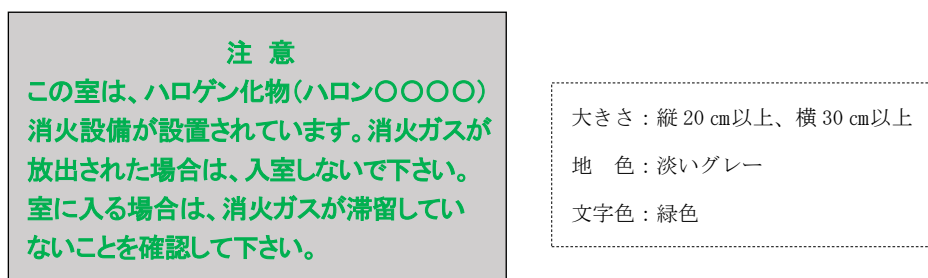 注 意
この室は、ハロゲン化物(ハロン〇〇〇〇)
消火設備が設置されています。消火ガスが
放出された場合は、入室しないで下さい。
室に入る場合は、消火ガスが滞留してい
ないことを確認して下さい。
大きさ：縦 20 ㎝以上、横 30 ㎝以上
地　色：淡いグレー
文字色：緑色